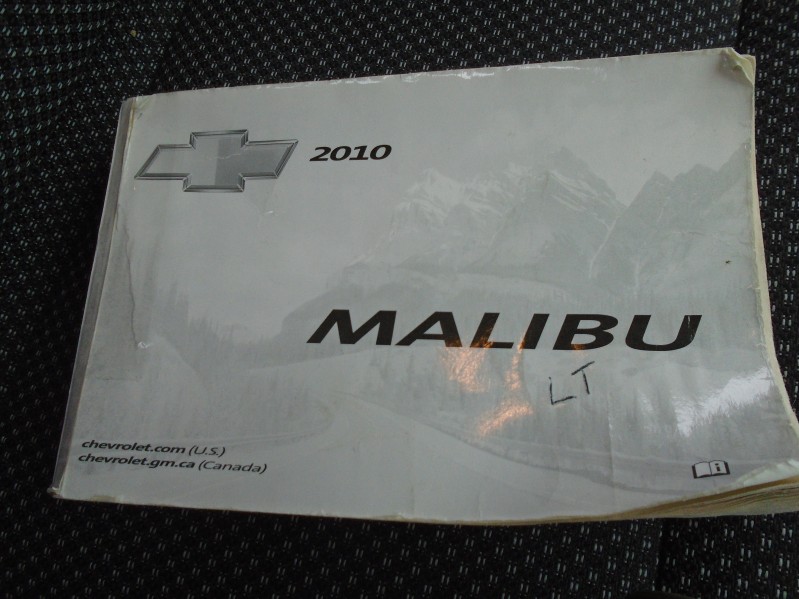 2010
MALIBU
LT
chevrolet.com (U.S.)
chevrolet.gm.ca (Canada)
i